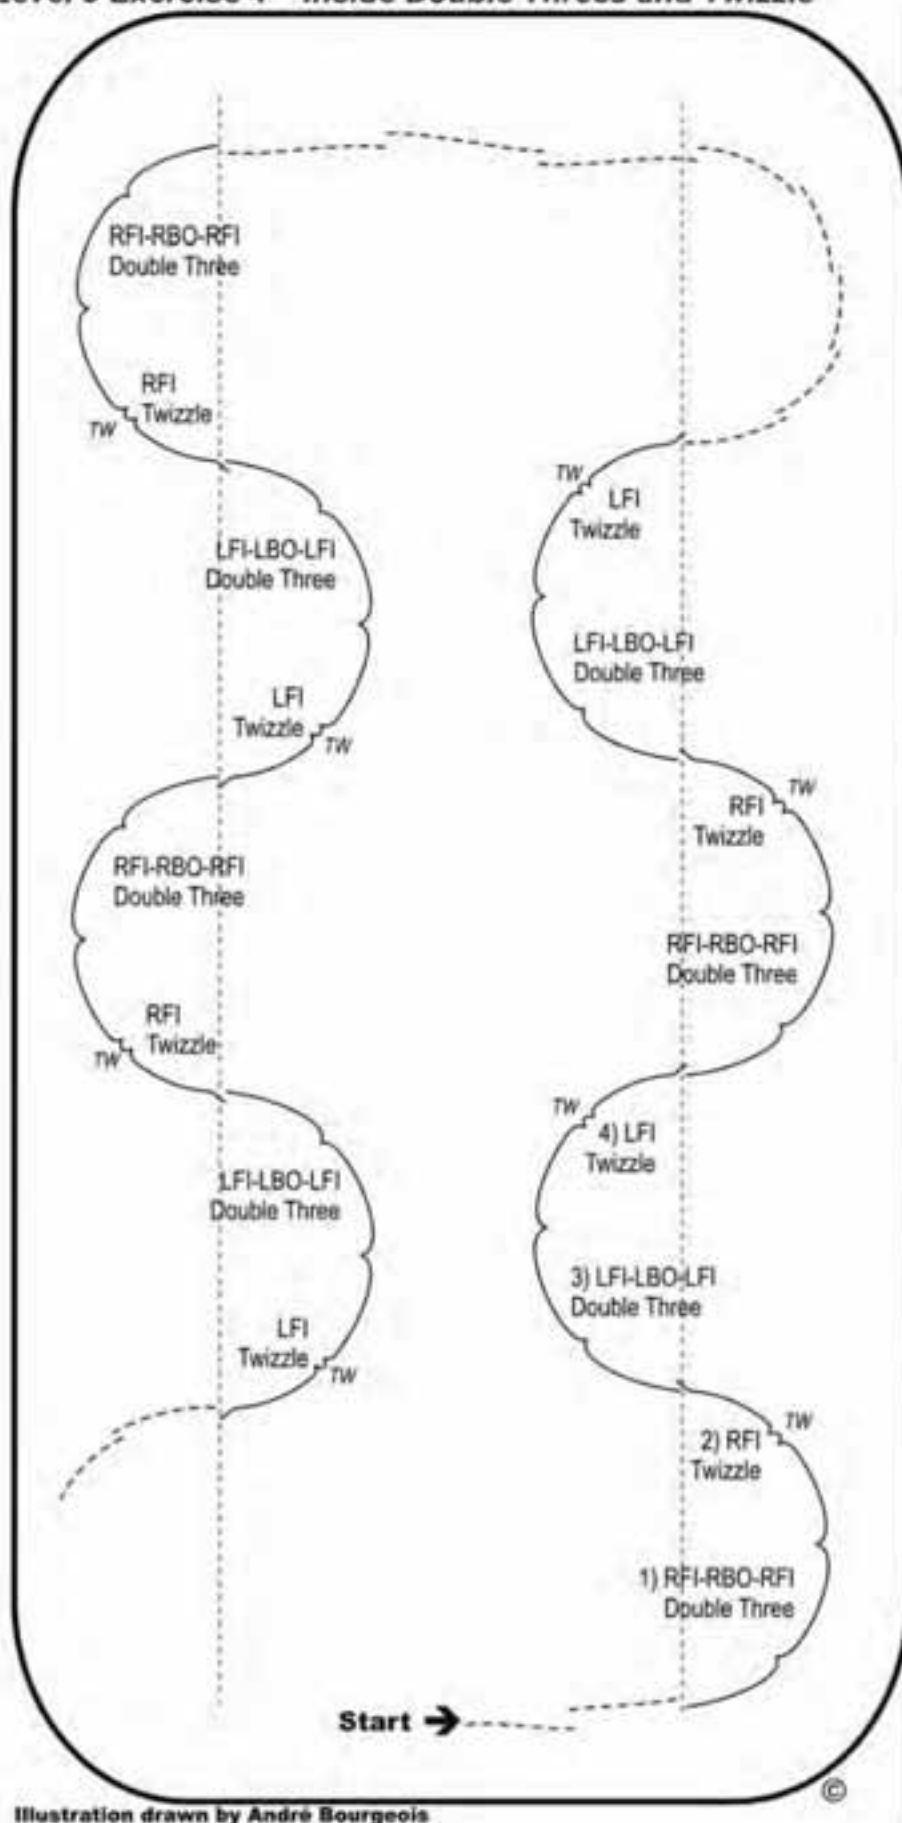 RFI-RBO-RFI
Double Three
RFI
Twizzle
TW
LFI-LBO-LFI
Double Three
LFI
Twizzle
TW
RFI-RBO-RFI
Double Three
RFI
Twizzle
TW
LFI-LBO-LFI
Double Three
LFI
Twizzle
TW
TW
LFI
Twizzle
LFI-LBO-LFI
Double Three
TW
RFI
Twizzle
RFI-RBO-RFI
Double Three
TW
4) LFI
Twizzle
3) LFI-LBO-LFI
Double Three
TW
2) RFI
Twizzle
1) RFI-RBO-RFI
Double Three
Start
©
Illustration drawn by André Bourgeois